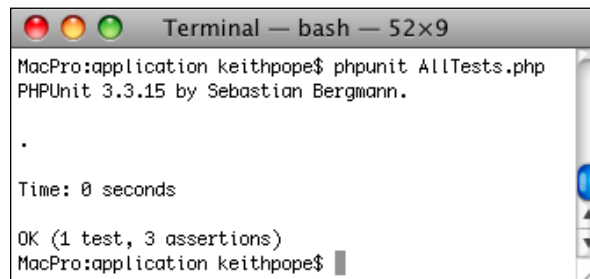 Terminal — bash — 52×9
MacPro:application keithpope$ phpunit AllTests.php
PHPUnit 3.3.15 by Sebastian Bergmann.
.
Time: 0 seconds
OK (1 test, 3 assertions)
MacPro:application keithpope$